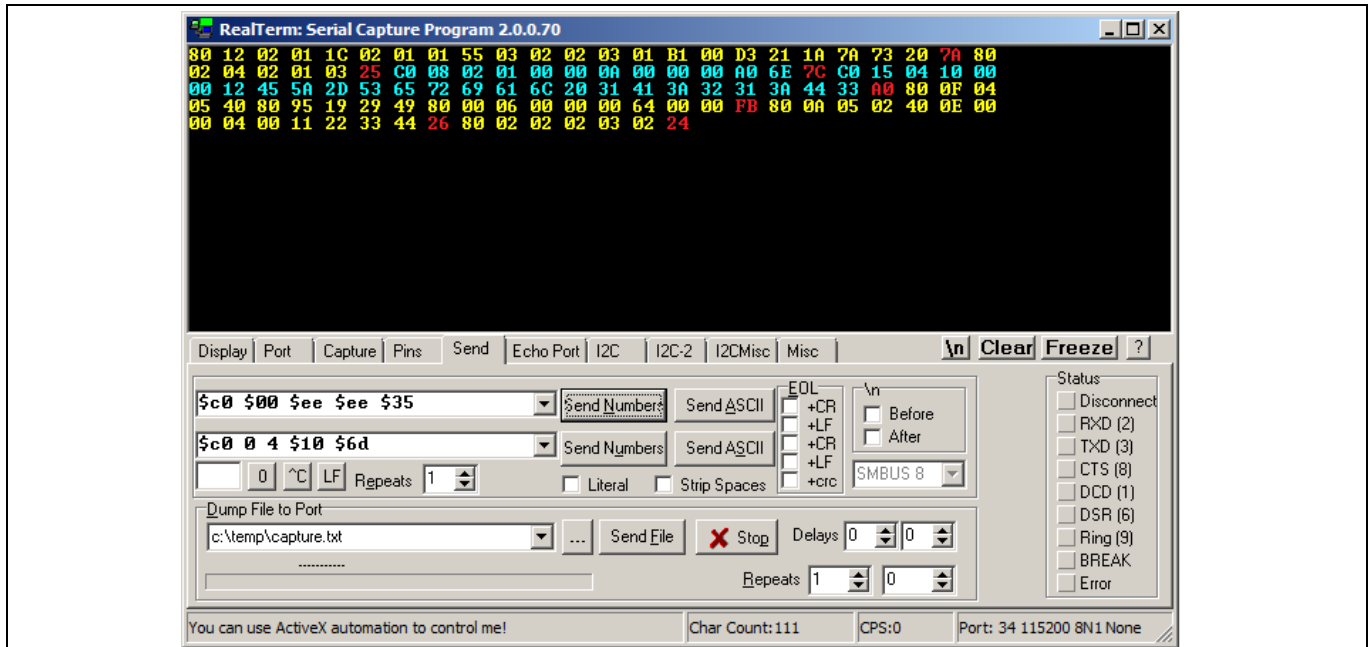 RealTerm: Serial Capture Program 2.0.0.70
80 12 02 01 1C 02 01 01 55 03 02 02 03 01 B1 00 D3 21 1A 7A 73 20 7A 80
02 04 02 01 03 25 C0 08 02 01 00 00 0A 00 00 00 A0 6E 7C C0 15 04 10 00
00 12 45 5A 2D 53 65 72 69 61 6C 20 31 41 3A 32 31 3A 44 33 A0 80 0F 04
05 40 80 95 19 29 49 80 00 06 00 00 00 64 00 00 FB 80 0A 05 02 40 0E 00
00 04 00 11 22 33 44 26 80 02 02 02 03 02 24
Display Port Capture Pins Send Echo Port I2C I2C-2 I2CMisc Misc \n Clear Freeze ?
$c0 $00 $ee $ee $35 Send Numbers Send ASCII
$c0 0 4 $10 $6d Send Numbers Send ASCII
0 ^C LF Repeats 1 Literal Strip Spaces
EOL
+CR
+LF
+CR
+LF
+crc
\n
Before
After
SMBUS 8
Dump File to Port
c:\temp\capture.txt ... Send File Stop Delays 0 0
-----------
Repeats 1 0
Status
Disconnect
RXD (2)
TXD (3)
CTS (8)
DCD (1)
DSR (6)
Ring (9)
BREAK
Error
You can use ActiveX automation to control me! Char Count:111 CPS:0 Port: 34 115200 8N1 None